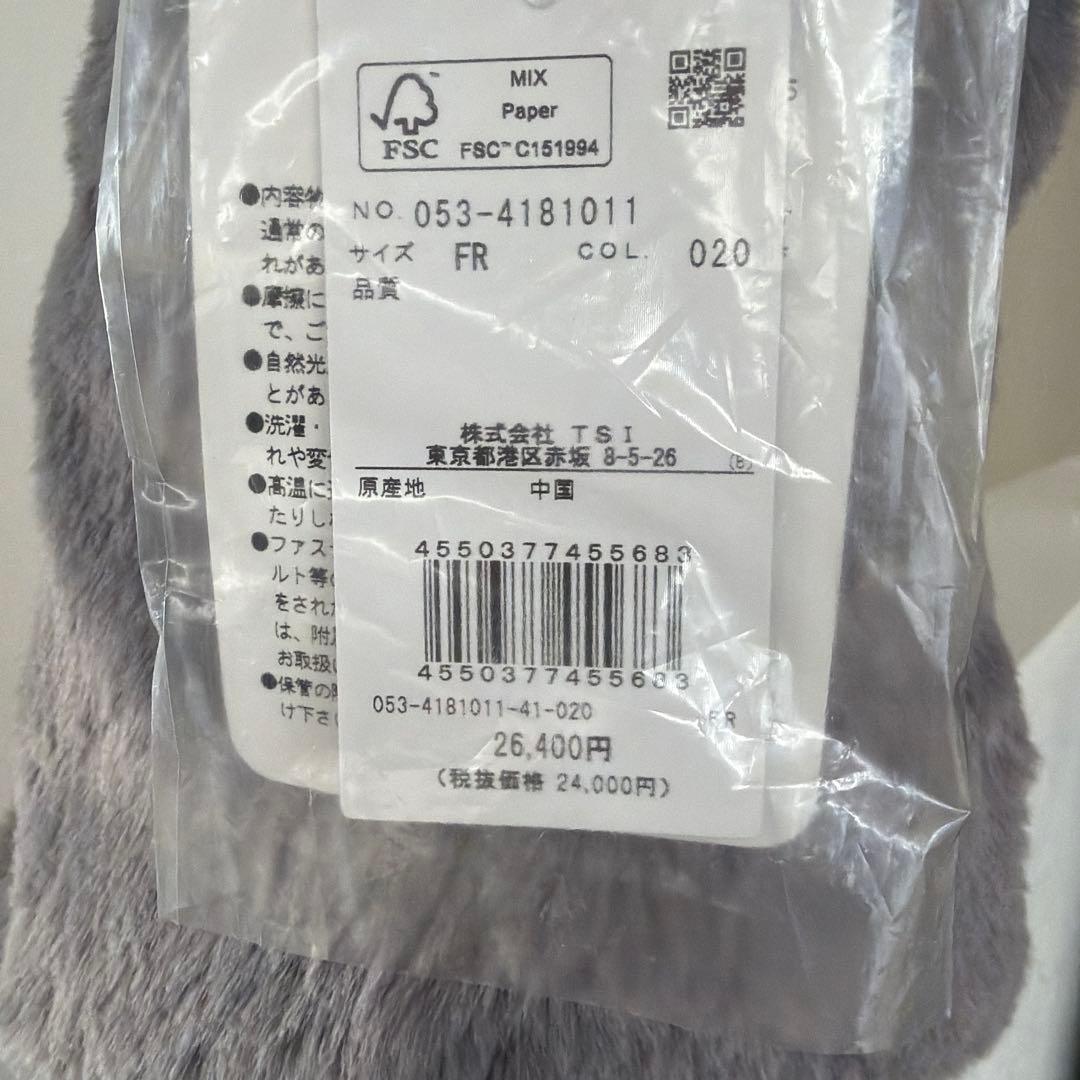 MIX
Paper
FSC
FSC™ C151994
NO. 053-4181011
サイズ FR COL. 020
品質
株式会社 TSI
東京都港区赤坂 8-5-26 (B)
原産地 中国
4550377455683
4550377455683
053-4181011-41-020 FR
26,400円
(税抜価格 24,000円)
●内容物
通常の
れがあ
●摩擦に
で、ご
●自然光
とがあ
●洗濯・
れや変
●高温に
たりし
●ファス
ルト等
をされ
は、附
お取扱
●保管の
け下さ